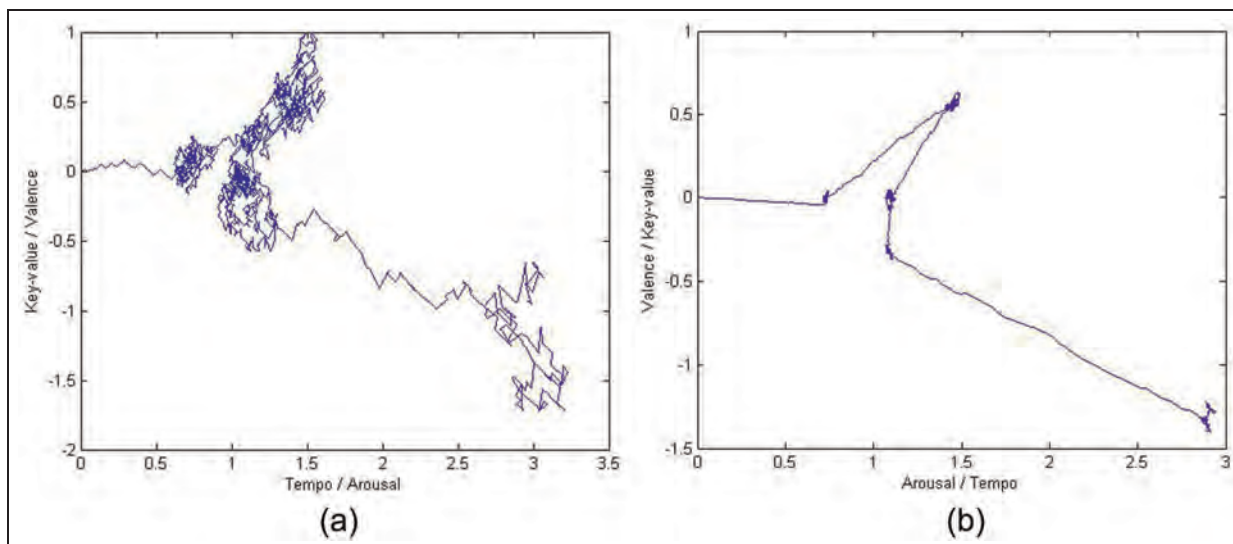 1
0.5
0
-0.5
-1
-1.5
-2
Key-value / Valence
0 0.5 1 1.5 2 2.5 3 3.5
Tempo / Arousal
(a)
1
0.5
0
-0.5
-1
-1.5
Valence / Key-value
0 0.5 1 1.5 2 2.5 3
Arousal / Tempo
(b)